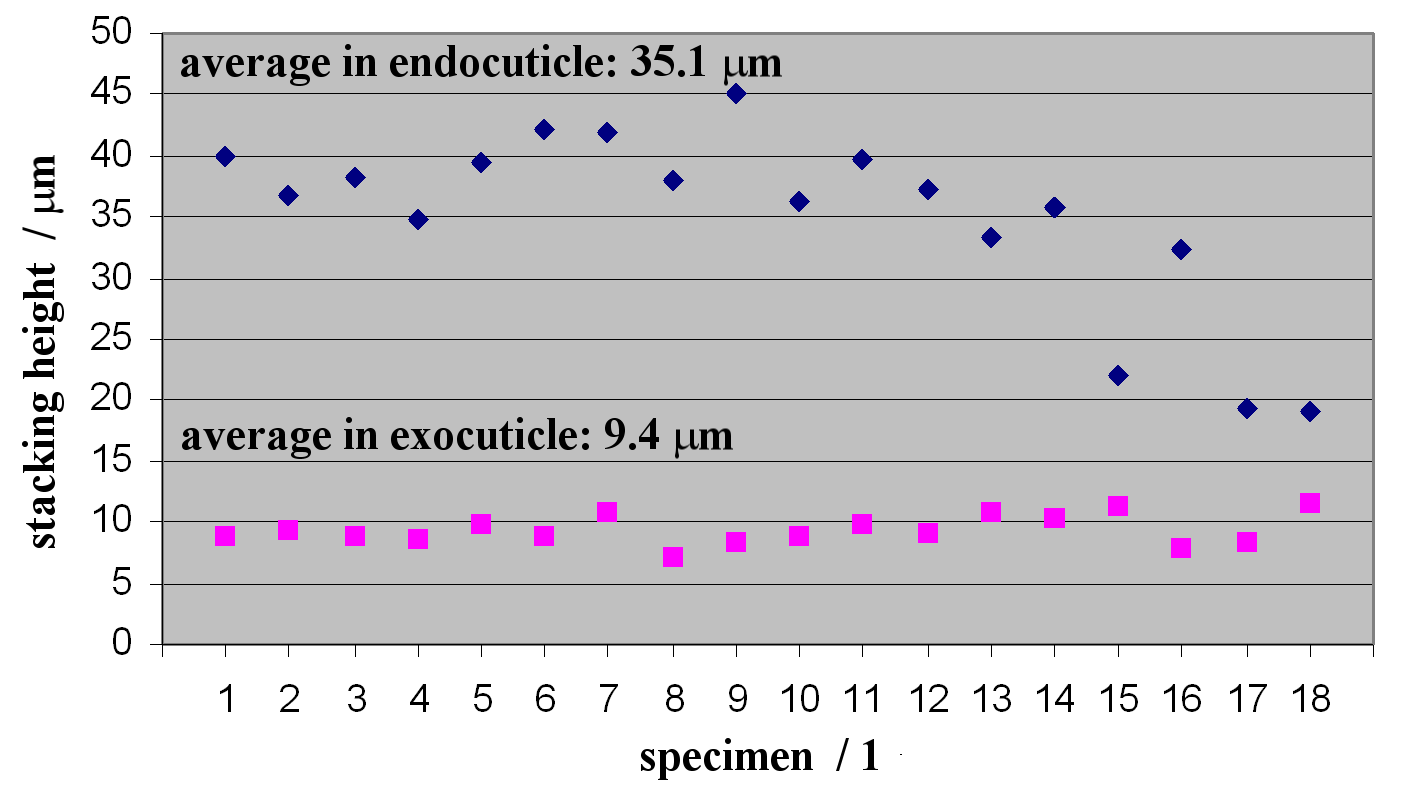 50
average in endocuticle: 35.1 μm
45
40
35
30
25
20
average in exocuticle: 9.4 μm
15
10
5
0
stacking height / μm
1 2 3 4 5 6 7 8 9 10 11 12 13 14 15 16 17 18
specimen / 1